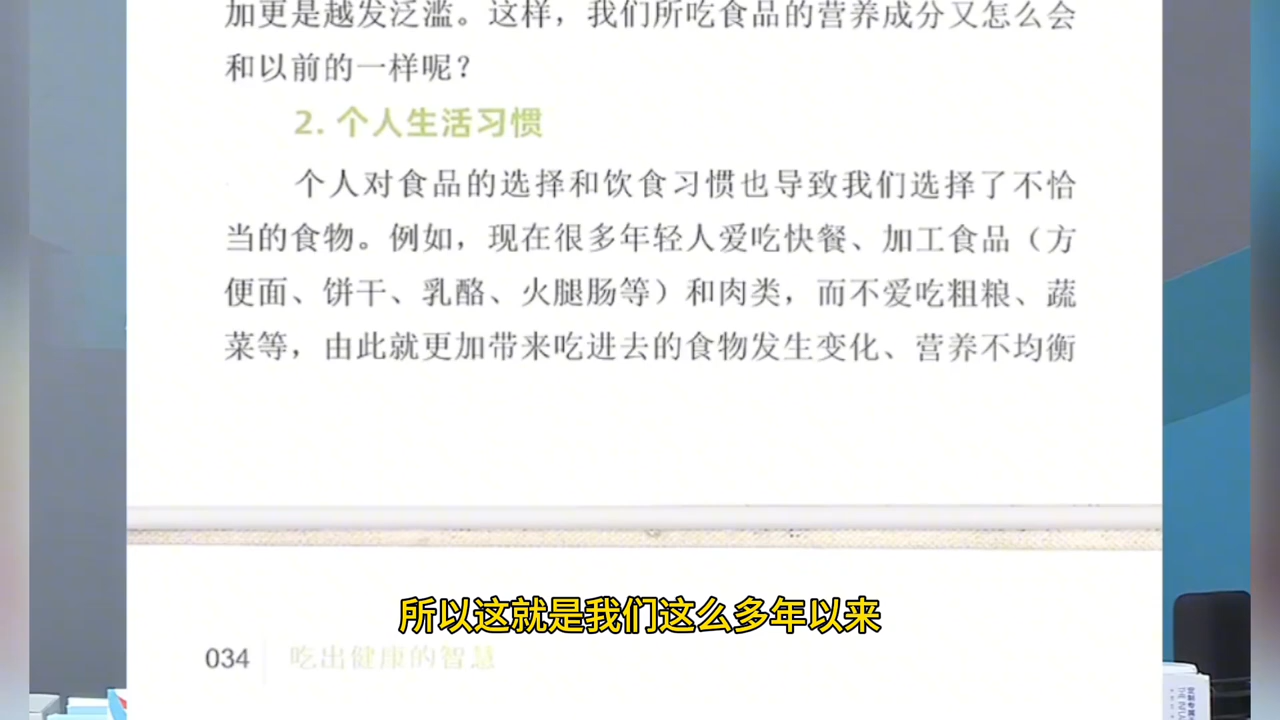 加更是越发泛滥。这样，我们所吃食品的营养成分又怎么会
和以前的一样呢？
2. 个人生活习惯
个人对食品的选择和饮食习惯也导致我们选择了不恰
当的食物。例如，现在很多年轻人爱吃快餐、加工食品（方
便面、饼干、乳酪、火腿肠等）和肉类，而不爱吃粗粮、蔬
菜等，由此就更加带来吃进去的食物发生变化、营养不均衡
所以这就是我们这么多年以来
034 吃出健康的智慧